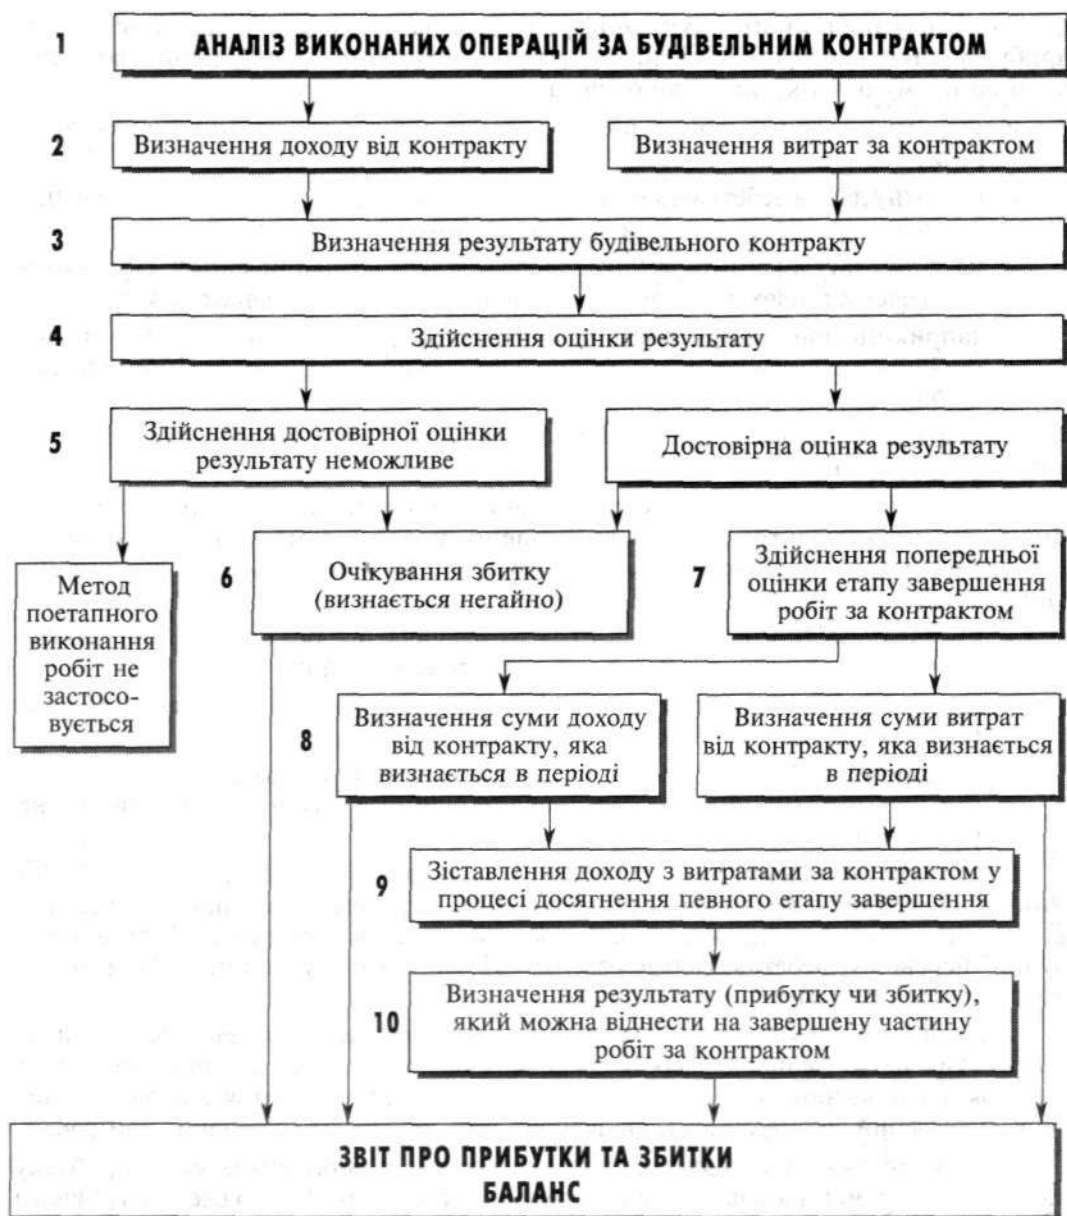 1
АНАЛІЗ ВИКОНАНИХ ОПЕРАЦІЙ ЗА БУДІВЕЛЬНИМ КОНТРАКТОМ
2
Визначення доходу від контракту
Визначення витрат за контрактом
3
Визначення результату будівельного контракту
4
Здійснення оцінки результату
5
Здійснення достовірної оцінки
результату неможливе
Достовірна оцінка результату
Метод
поетапного
виконання
робіт не
застосо-
вується
6
Очікування збитку
(визнається негайно)
7
Здійснення попередньої
оцінки етапу завершення
робіт за контрактом
8
Визначення суми доходу
від контракту, яка
визнається в періоді
Визначення суми витрат
від контракту, яка визнається
в періоді
9
Зіставлення доходу з витратами за контрактом у
процесі досягнення певного етапу завершення
10
Визначення результату (прибутку чи збитку),
який можна віднести на завершену частину
робіт за контрактом
ЗВІТ ПРО ПРИБУТКИ ТА ЗБИТКИ
БАЛАНС